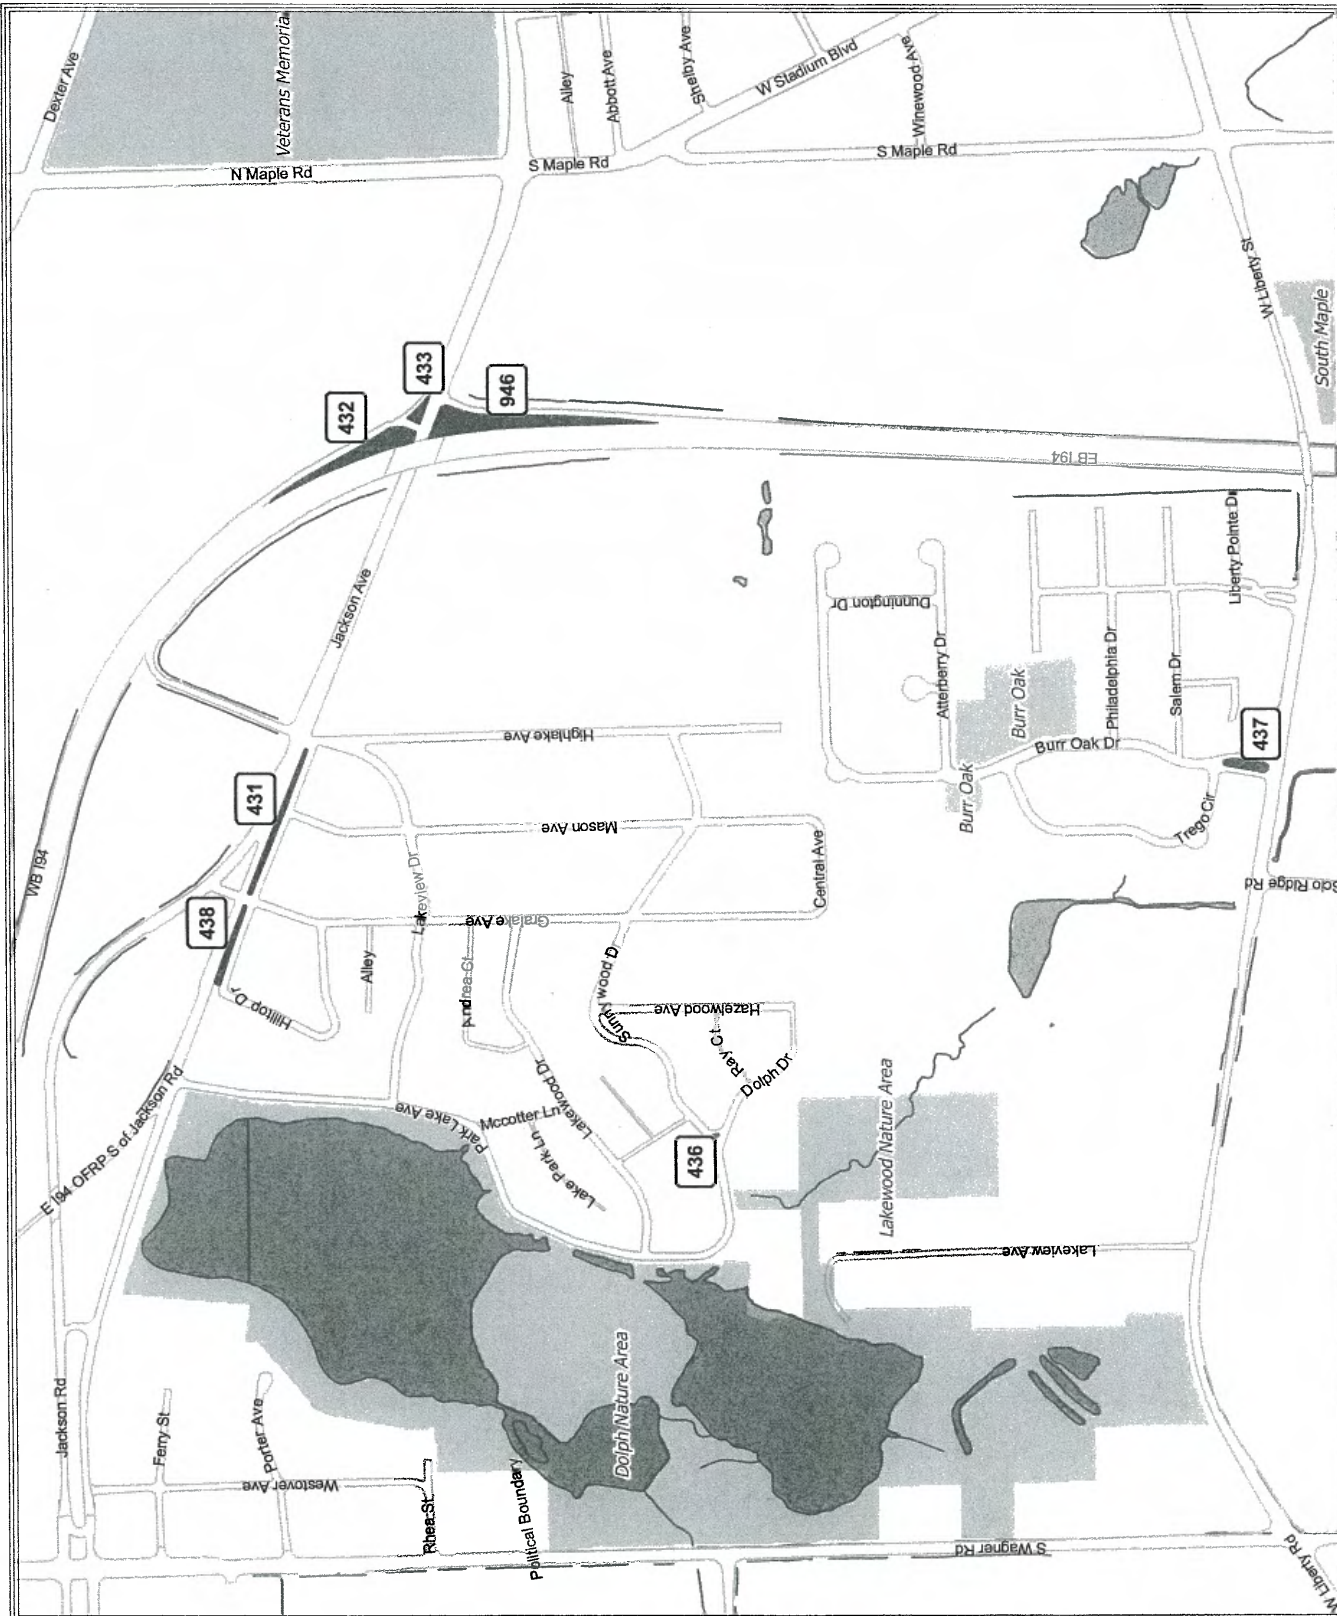 Dexter Ave
Veterans Memoria
N Maple Rd
Alley
Abbott Ave
Shelby Ave
W Stadium Blvd
Winewood Ave
S Maple Rd
S Maple Rd
W Liberty St
South Maple
432
433
946
EB I94
Jackson Ave
WB I94
431
438
Highlake Ave
Mason Ave
Lakeview Dr
Gralake Ave
Alley
Andrea Ct
Hilltop Dr
Central Ave
Dunnington Dr
Atterberry Dr
Burr Oak
Burr Oak
Burr Oak Dr
Philadelphia Dr
Salem Dr
Liberty Pointe Dr
437
Trego Cir
Scio Ridge Rd
Hazelwood Ave
Ray Ct
Dolph Dr
436
Lakewood Dr
Mccotter Ln
Lake Park Ln
Park Lake Ave
E I94 OFRP S of Jackson Rd
Lakewood Nature Area
Lakeview Ave
Dolph Nature Area
Jackson Rd
Ferry St
Porter Ave
Westover Ave
Rhea St
Political Boundary
S Wagner Rd
W Liberty Rd